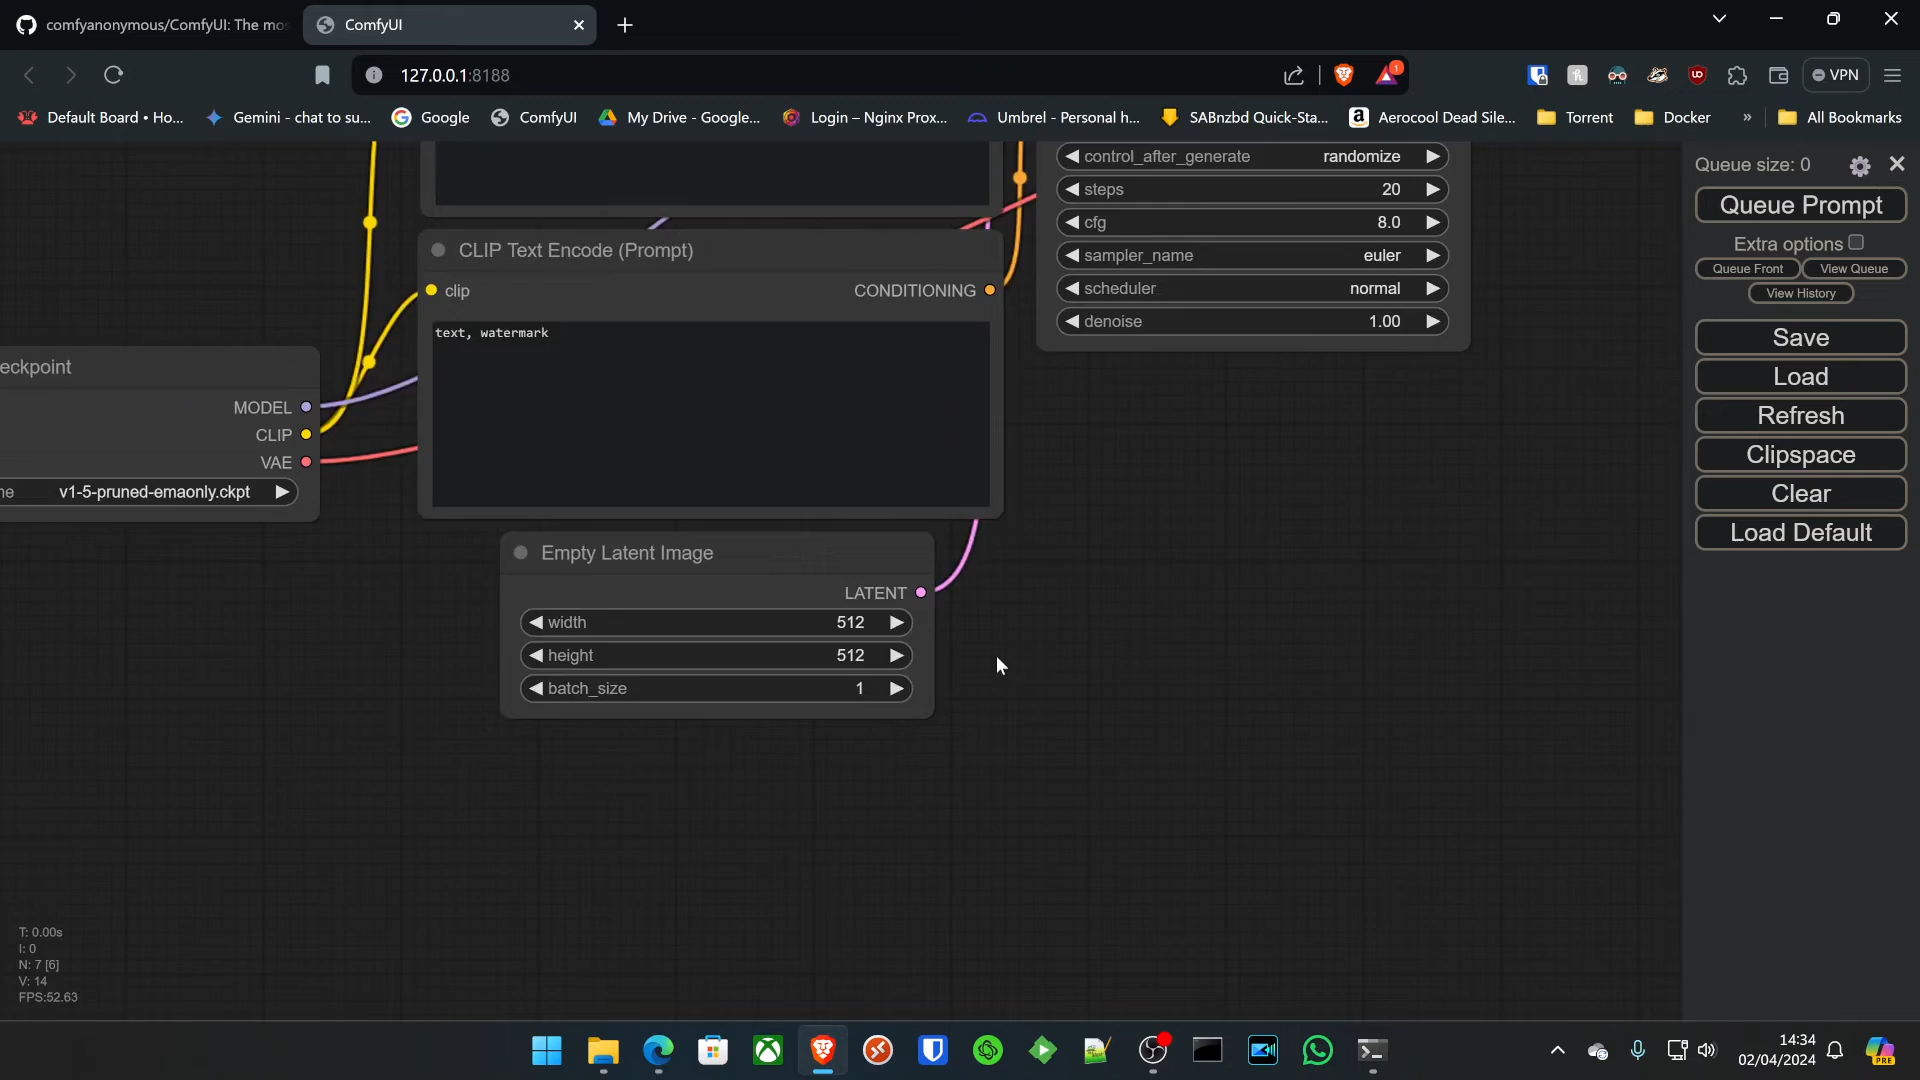 comfyanonymous/ComfyUI: The mos
ComfyUI
127.0.0.1:8188
1
VPN
Default Board • Ho...
Gemini - chat to su...
Google
ComfyUI
My Drive - Google...
Login – Nginx Prox...
Umbrel - Personal h...
SABnzbd Quick-Sta...
Aerocool Dead Sile...
Torrent
Docker
»
All Bookmarks
control_after_generate randomize
steps 20
cfg 8.0
sampler_name euler
scheduler normal
denoise 1.00
CLIP Text Encode (Prompt)
clip CONDITIONING
text, watermark
eckpoint
MODEL
CLIP
VAE
ne v1-5-pruned-emaonly.ckpt
Empty Latent Image
LATENT
width 512
height 512
batch_size 1
Queue size: 0
Queue Prompt
Extra options
Queue Front View Queue
View History
Save
Load
Refresh
Clipspace
Clear
Load Default
T: 0.00s
I: 0
N: 7 [6]
V: 14
FPS:52.63
14:34
02/04/2024
PRE